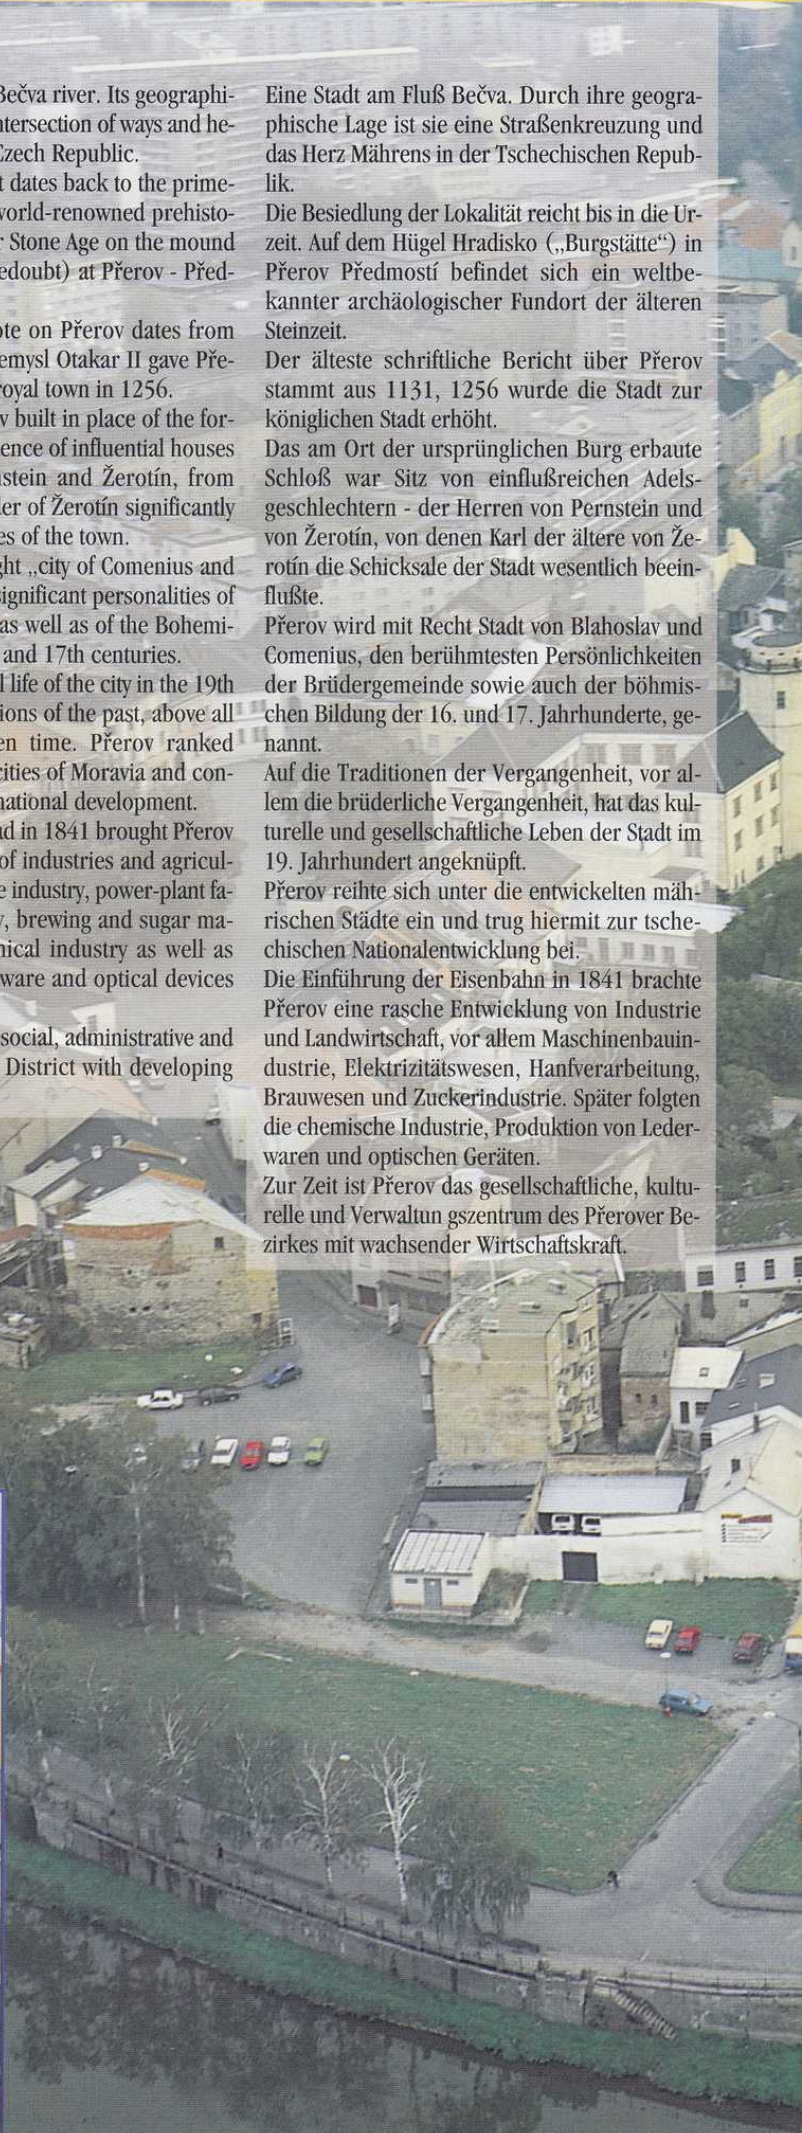 Bečva river. Its geographi-
ntersection of ways and he-
Czech Republic.
t dates back to the prime-
world-renowned prehisto-
r Stone Age on the mound
edoubt) at Přerov - Před-
ote on Přerov dates from
emysl Otakar II gave Pře-
royal town in 1256.
v built in place of the for-
ence of influential houses
nstein and Žerotín, from
er of Žerotín significantly
es of the town.
ght „city of Comenius and
significant personalities of
as well as of the Bohemi-
and 17th centuries.
l life of the city in the 19th
ions of the past, above all
en time. Přerov ranked
cities of Moravia and con-
national development.
ad in 1841 brought Přerov
of industries and agricul-
e industry, power-plant fa-
y, brewing and sugar ma-
nical industry as well as
ware and optical devices
social, administrative and
District with developing
Eine Stadt am Fluß Bečva. Durch ihre geogra-
phische Lage ist sie eine Straßenkreuzung und
das Herz Mährens in der Tschechischen Repub-
lik.
Die Besiedlung der Lokalität reicht bis in die Ur-
zeit. Auf dem Hügel Hradisko („Burgstätte“) in
Přerov Předmostí befindet sich ein weltbe-
kannter archäologischer Fundort der älteren
Steinzeit.
Der älteste schriftliche Bericht über Přerov
stammt aus 1131, 1256 wurde die Stadt zur
königlichen Stadt erhöht.
Das am Ort der ursprünglichen Burg erbaute
Schloß war Sitz von einflußreichen Adels-
geschlechtern - der Herren von Pernstein und
von Žerotín, von denen Karl der ältere von Že-
rotín die Schicksale der Stadt wesentlich beein-
flußte.
Přerov wird mit Recht Stadt von Blahoslav und
Comenius, den berühmtesten Persönlichkeiten
der Brüdergemeinde sowie auch der böhmis-
chen Bildung der 16. und 17. Jahrhunderte, ge-
nannt.
Auf die Traditionen der Vergangenheit, vor al-
lem die brüderliche Vergangenheit, hat das kul-
turelle und gesellschaftliche Leben der Stadt im
19. Jahrhundert angeknüpft.
Přerov reihte sich unter die entwickelten mäh-
rischen Städte ein und trug hiermit zur tsche-
chischen Nationalentwicklung bei.
Die Einführung der Eisenbahn in 1841 brachte
Přerov eine rasche Entwicklung von Industrie
und Landwirtschaft, vor allem Maschinenbauin-
dustrie, Elektrizitätswesen, Hanfverarbeitung,
Brauwesen und Zuckerindustrie. Später folgten
die chemische Industrie, Produktion von Leder-
waren und optischen Geräten.
Zur Zeit ist Přerov das gesellschaftliche, kultu-
relle und Verwaltun gszentrum des Přerover Be-
zirkes mit wachsender Wirtschaftskraft.